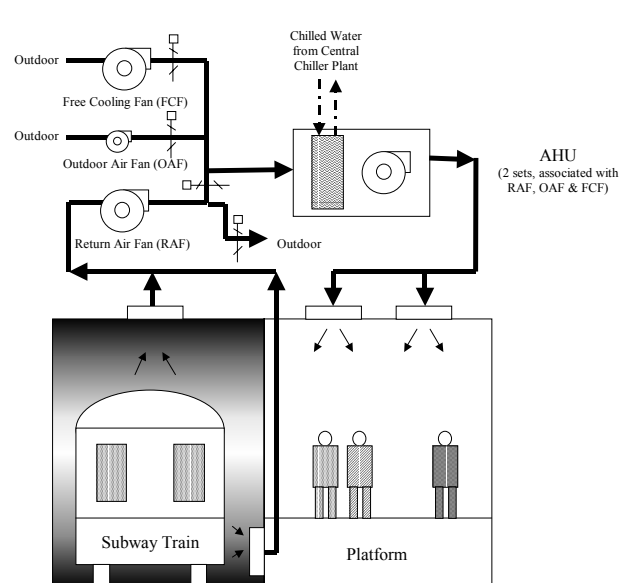 Chilled Water
from Central
Chiller Plant
Outdoor
Free Cooling Fan (FCF)
Outdoor
Outdoor Air Fan (OAF)
AHU
(2 sets, associated with
RAF, OAF & FCF)
Return Air Fan (RAF)
Outdoor
Subway Train
Platform